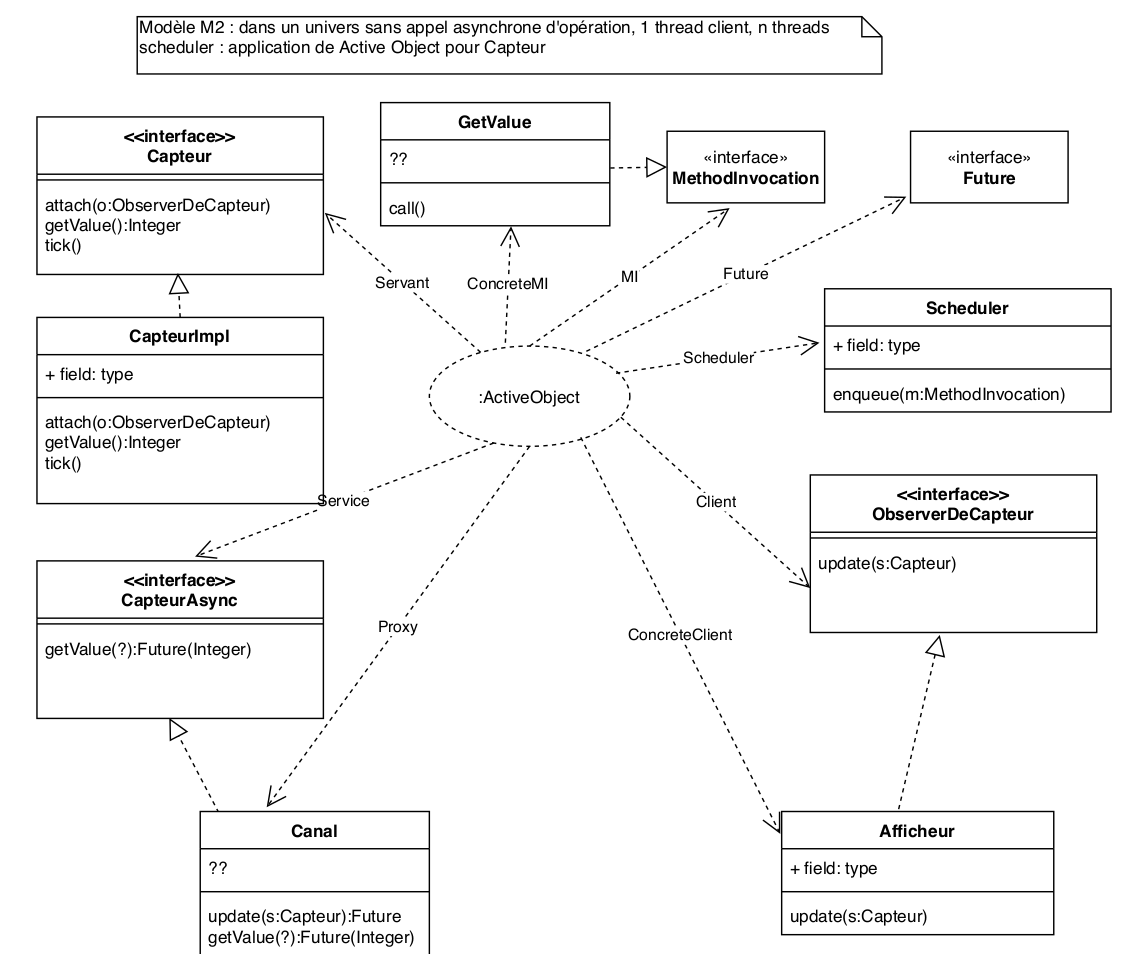 Modèle M2 : dans un univers sans appel asynchrone d'opération, 1 thread client, n threads
scheduler : application de Active Object pour Capteur
<<interface>>
Capteur
attach(o:ObserverDeCapteur)
getValue():Integer
tick()
GetValue
??
call()
«interface»
MethodInvocation
«interface»
Future
Servant
ConcreteMI
MI
Future
CapteurImpl
+ field: type
attach(o:ObserverDeCapteur)
getValue():Integer
tick()
Scheduler
Scheduler
+ field: type
enqueue(m:MethodInvocation)
:ActiveObject
Service
Client
<<interface>>
ObserverDeCapteur
update(s:Capteur)
<<interface>>
CapteurAsync
getValue(?):Future(Integer)
Proxy
ConcreteClient
Canal
??
update(s:Capteur):Future
getValue(?):Future(Integer)
Afficheur
+ field: type
update(s:Capteur)